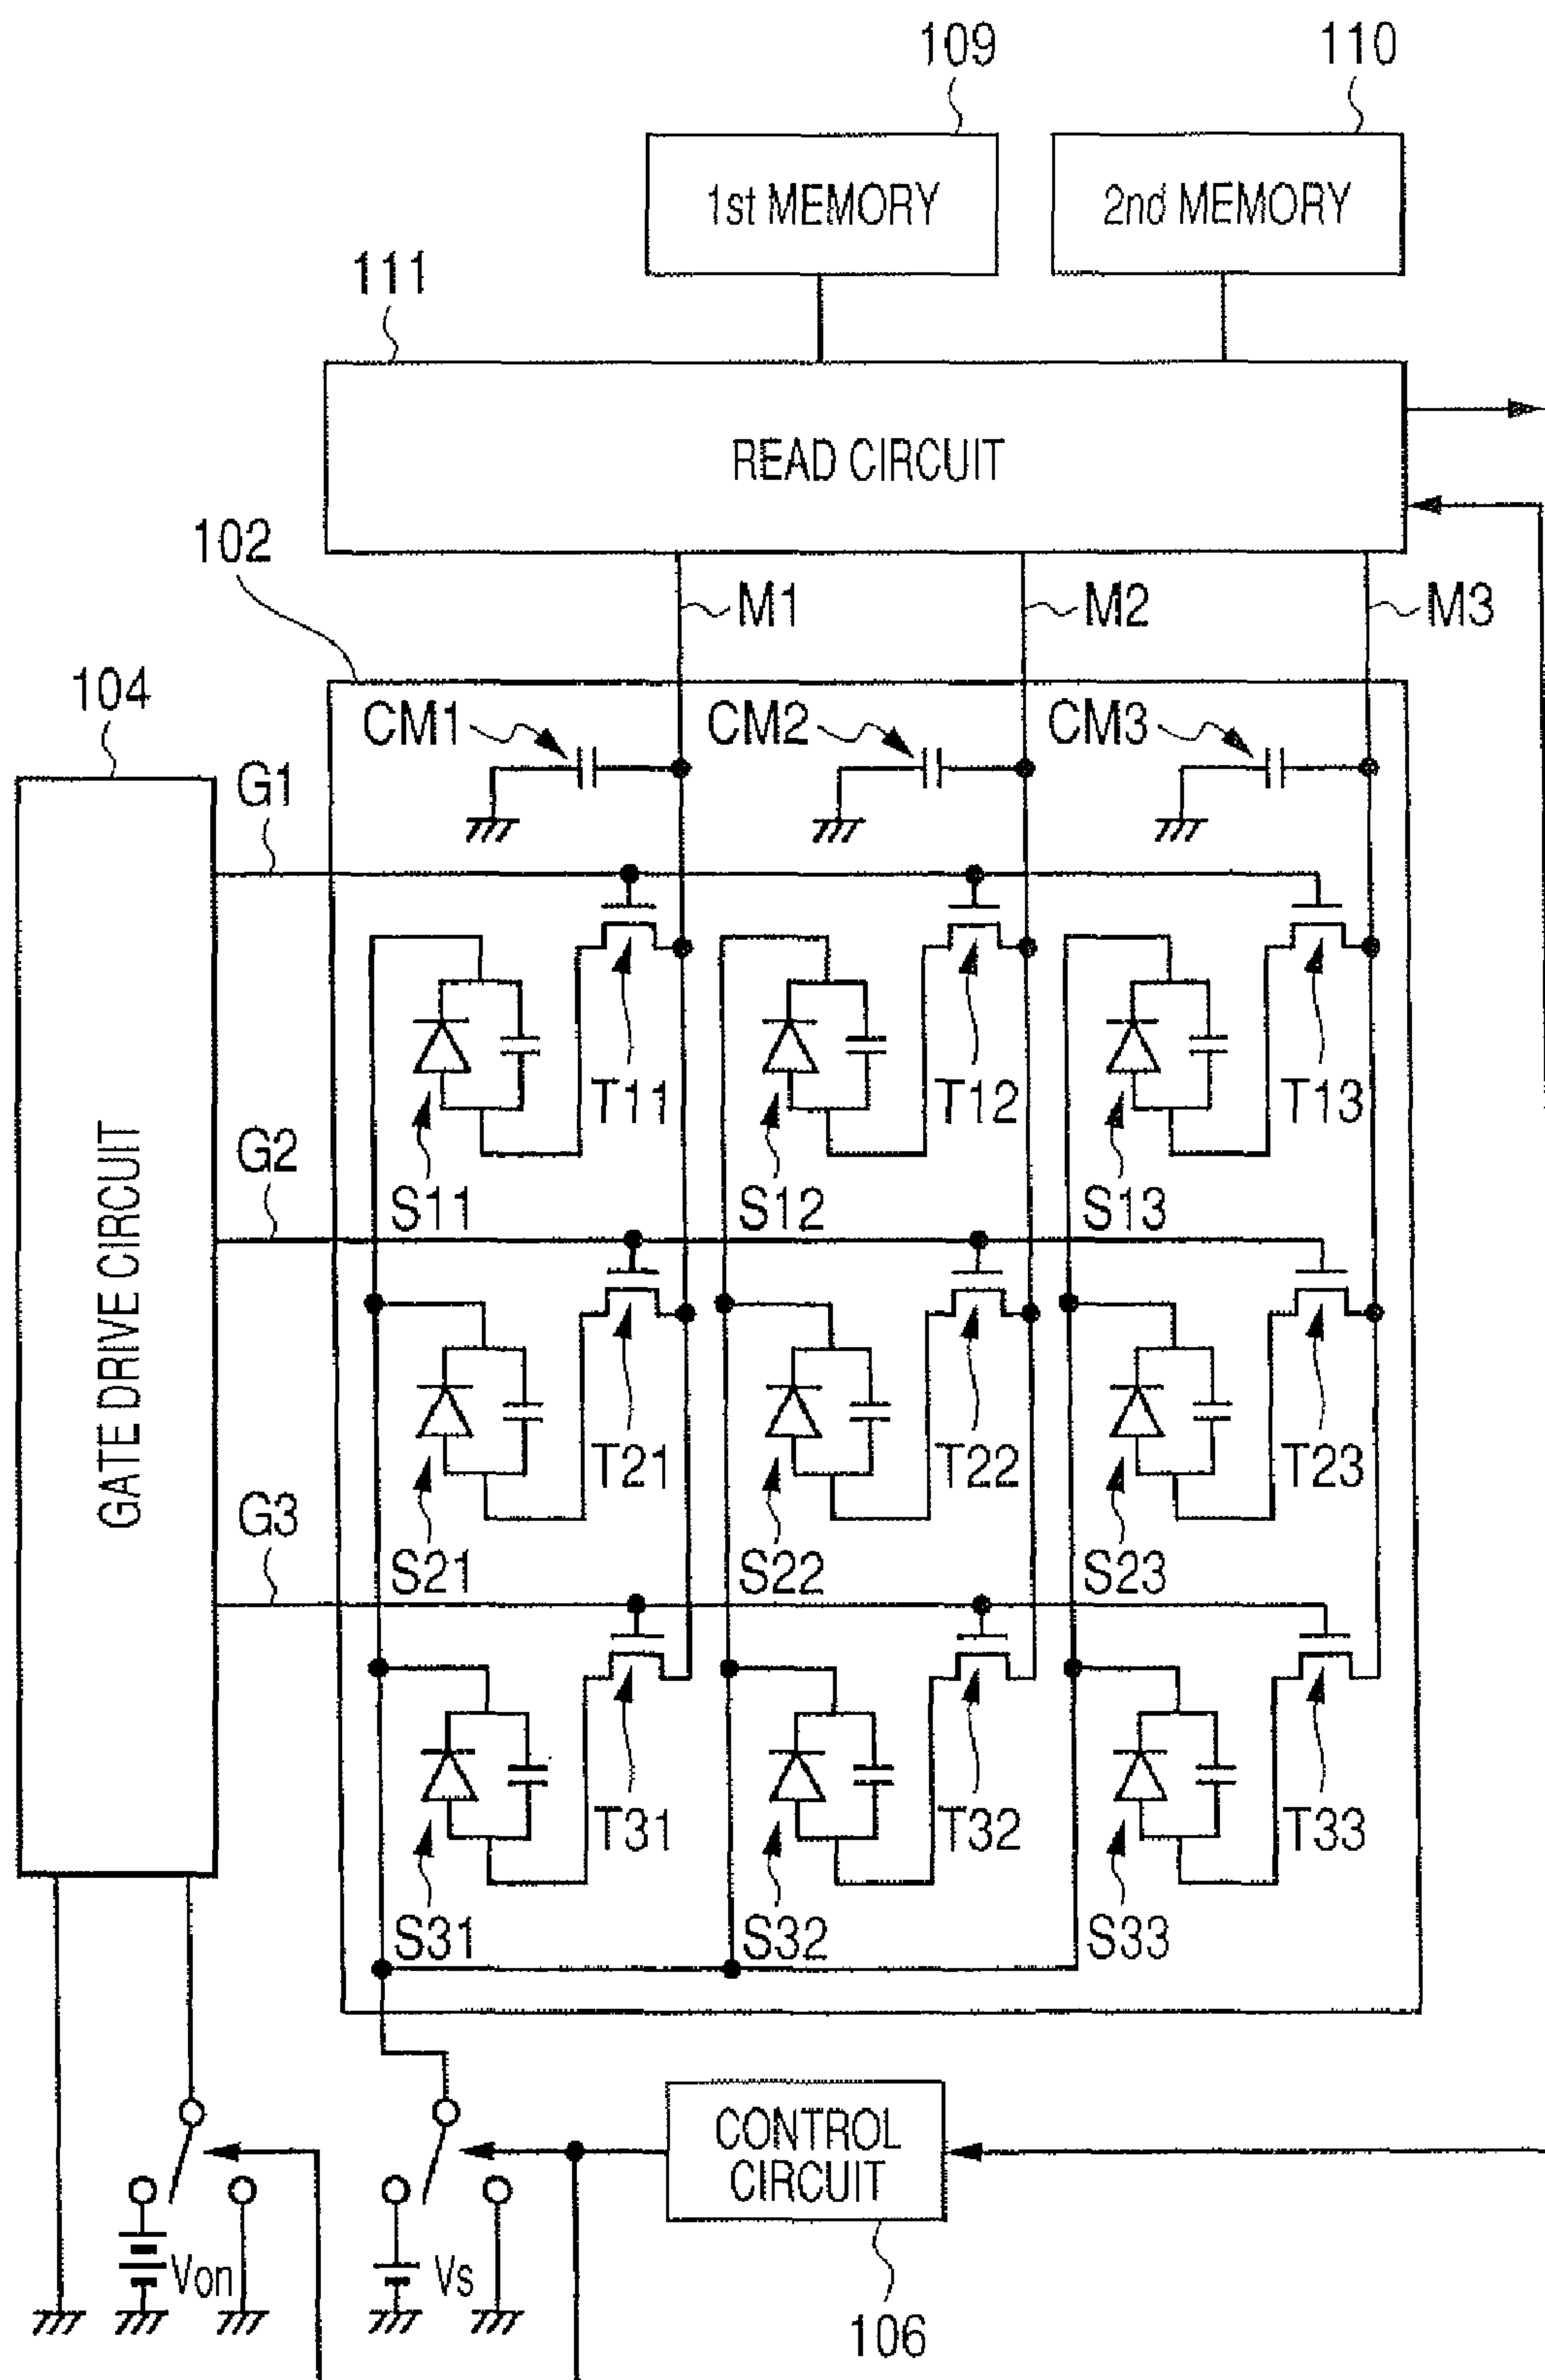 109
110
1st MEMORY
2nd MEMORY
111
READ CIRCUIT
102
M1
M2
M3
104
CM1
CM2
CM3
G1
T11
T12
T13
S11
S12
S13
GATE DRIVE CIRCUIT
G2
T21
T22
T23
S21
S22
S23
G3
T31
T32
T33
S31
S32
S33
CONTROL
CIRCUIT
Von
Vs
106